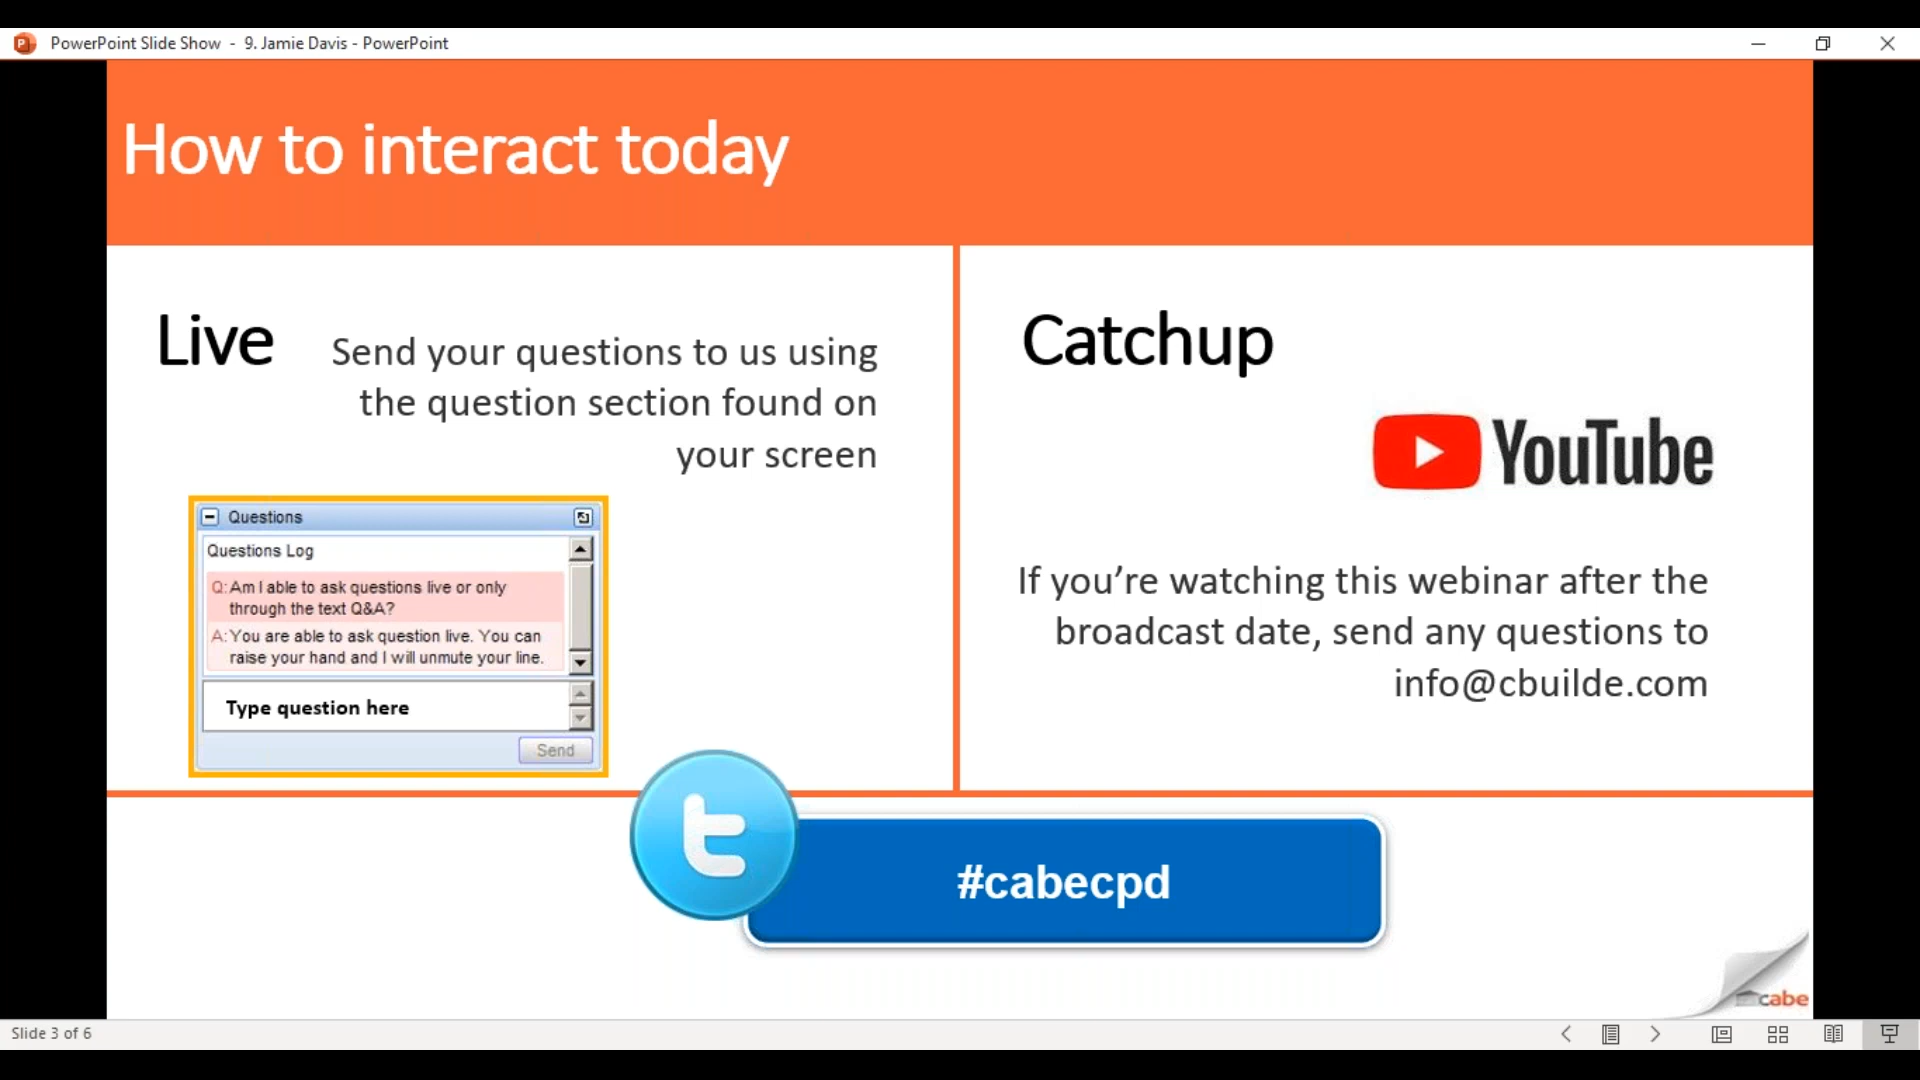 PowerPoint Slide Show - 9. Jamie Davis - PowerPoint
How to interact today
Live
Send your questions to us using
the question section found on
your screen
Questions
Questions Log
Q: Am I able to ask questions live or only
through the text Q&A?
A: You are able to ask question live. You can
raise your hand and I will unmute your line.
Type question here
Send
Catchup
YouTube
If you’re watching this webinar after the
broadcast date, send any questions to
info@cbuilde.com
#cabecpd
cabe
Slide 3 of 6